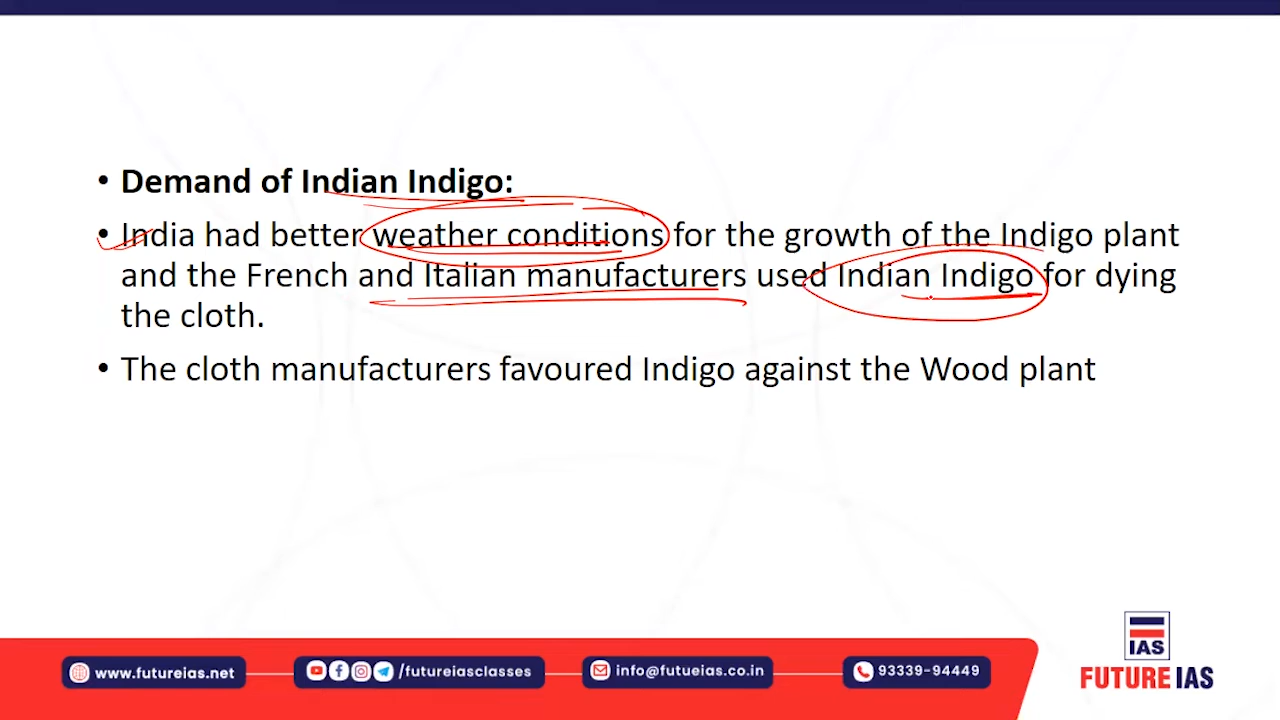 • Demand of Indian Indigo:
• India had better weather conditions for the growth of the Indigo plant
and the French and Italian manufacturers used Indian Indigo for dying
the cloth.
• The cloth manufacturers favoured Indigo against the Wood plant
IAS
www.futureias.net /futureiasclasses info@futueias.co.in 93339-94449 FUTURE IAS